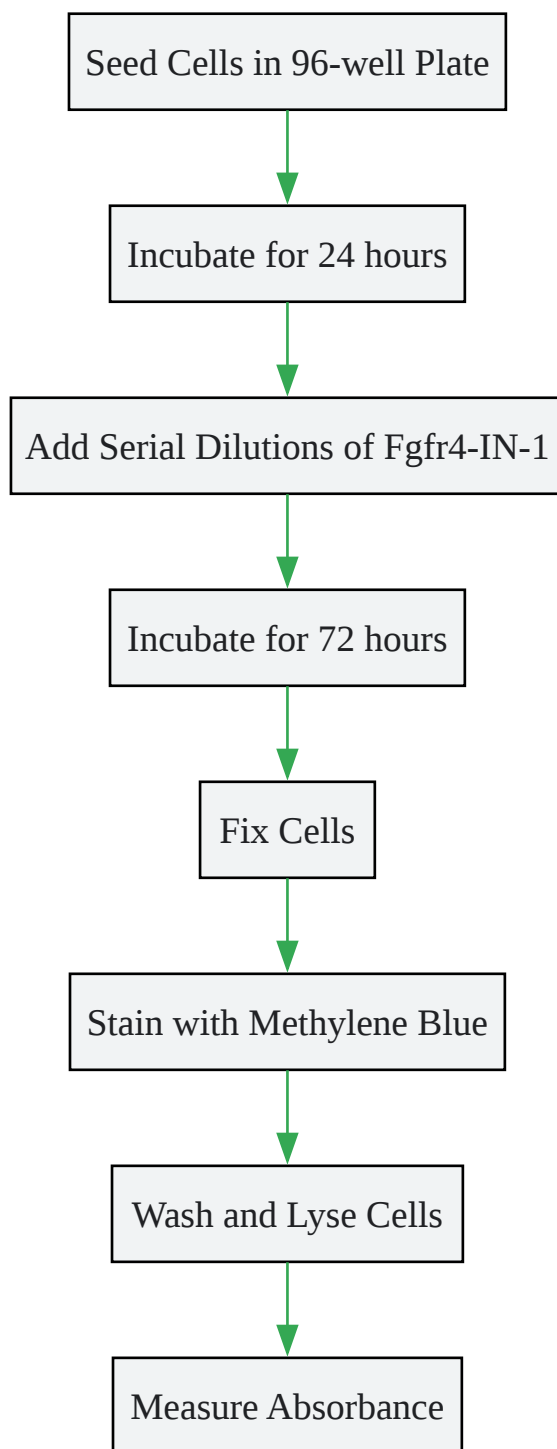 Seed Cells in 96-well Plate
Incubate for 24 hours
Add Serial Dilutions of Fgfr4-IN-1
Incubate for 72 hours
Fix Cells
Stain with Methylene Blue
Wash and Lyse Cells
Measure Absorbance